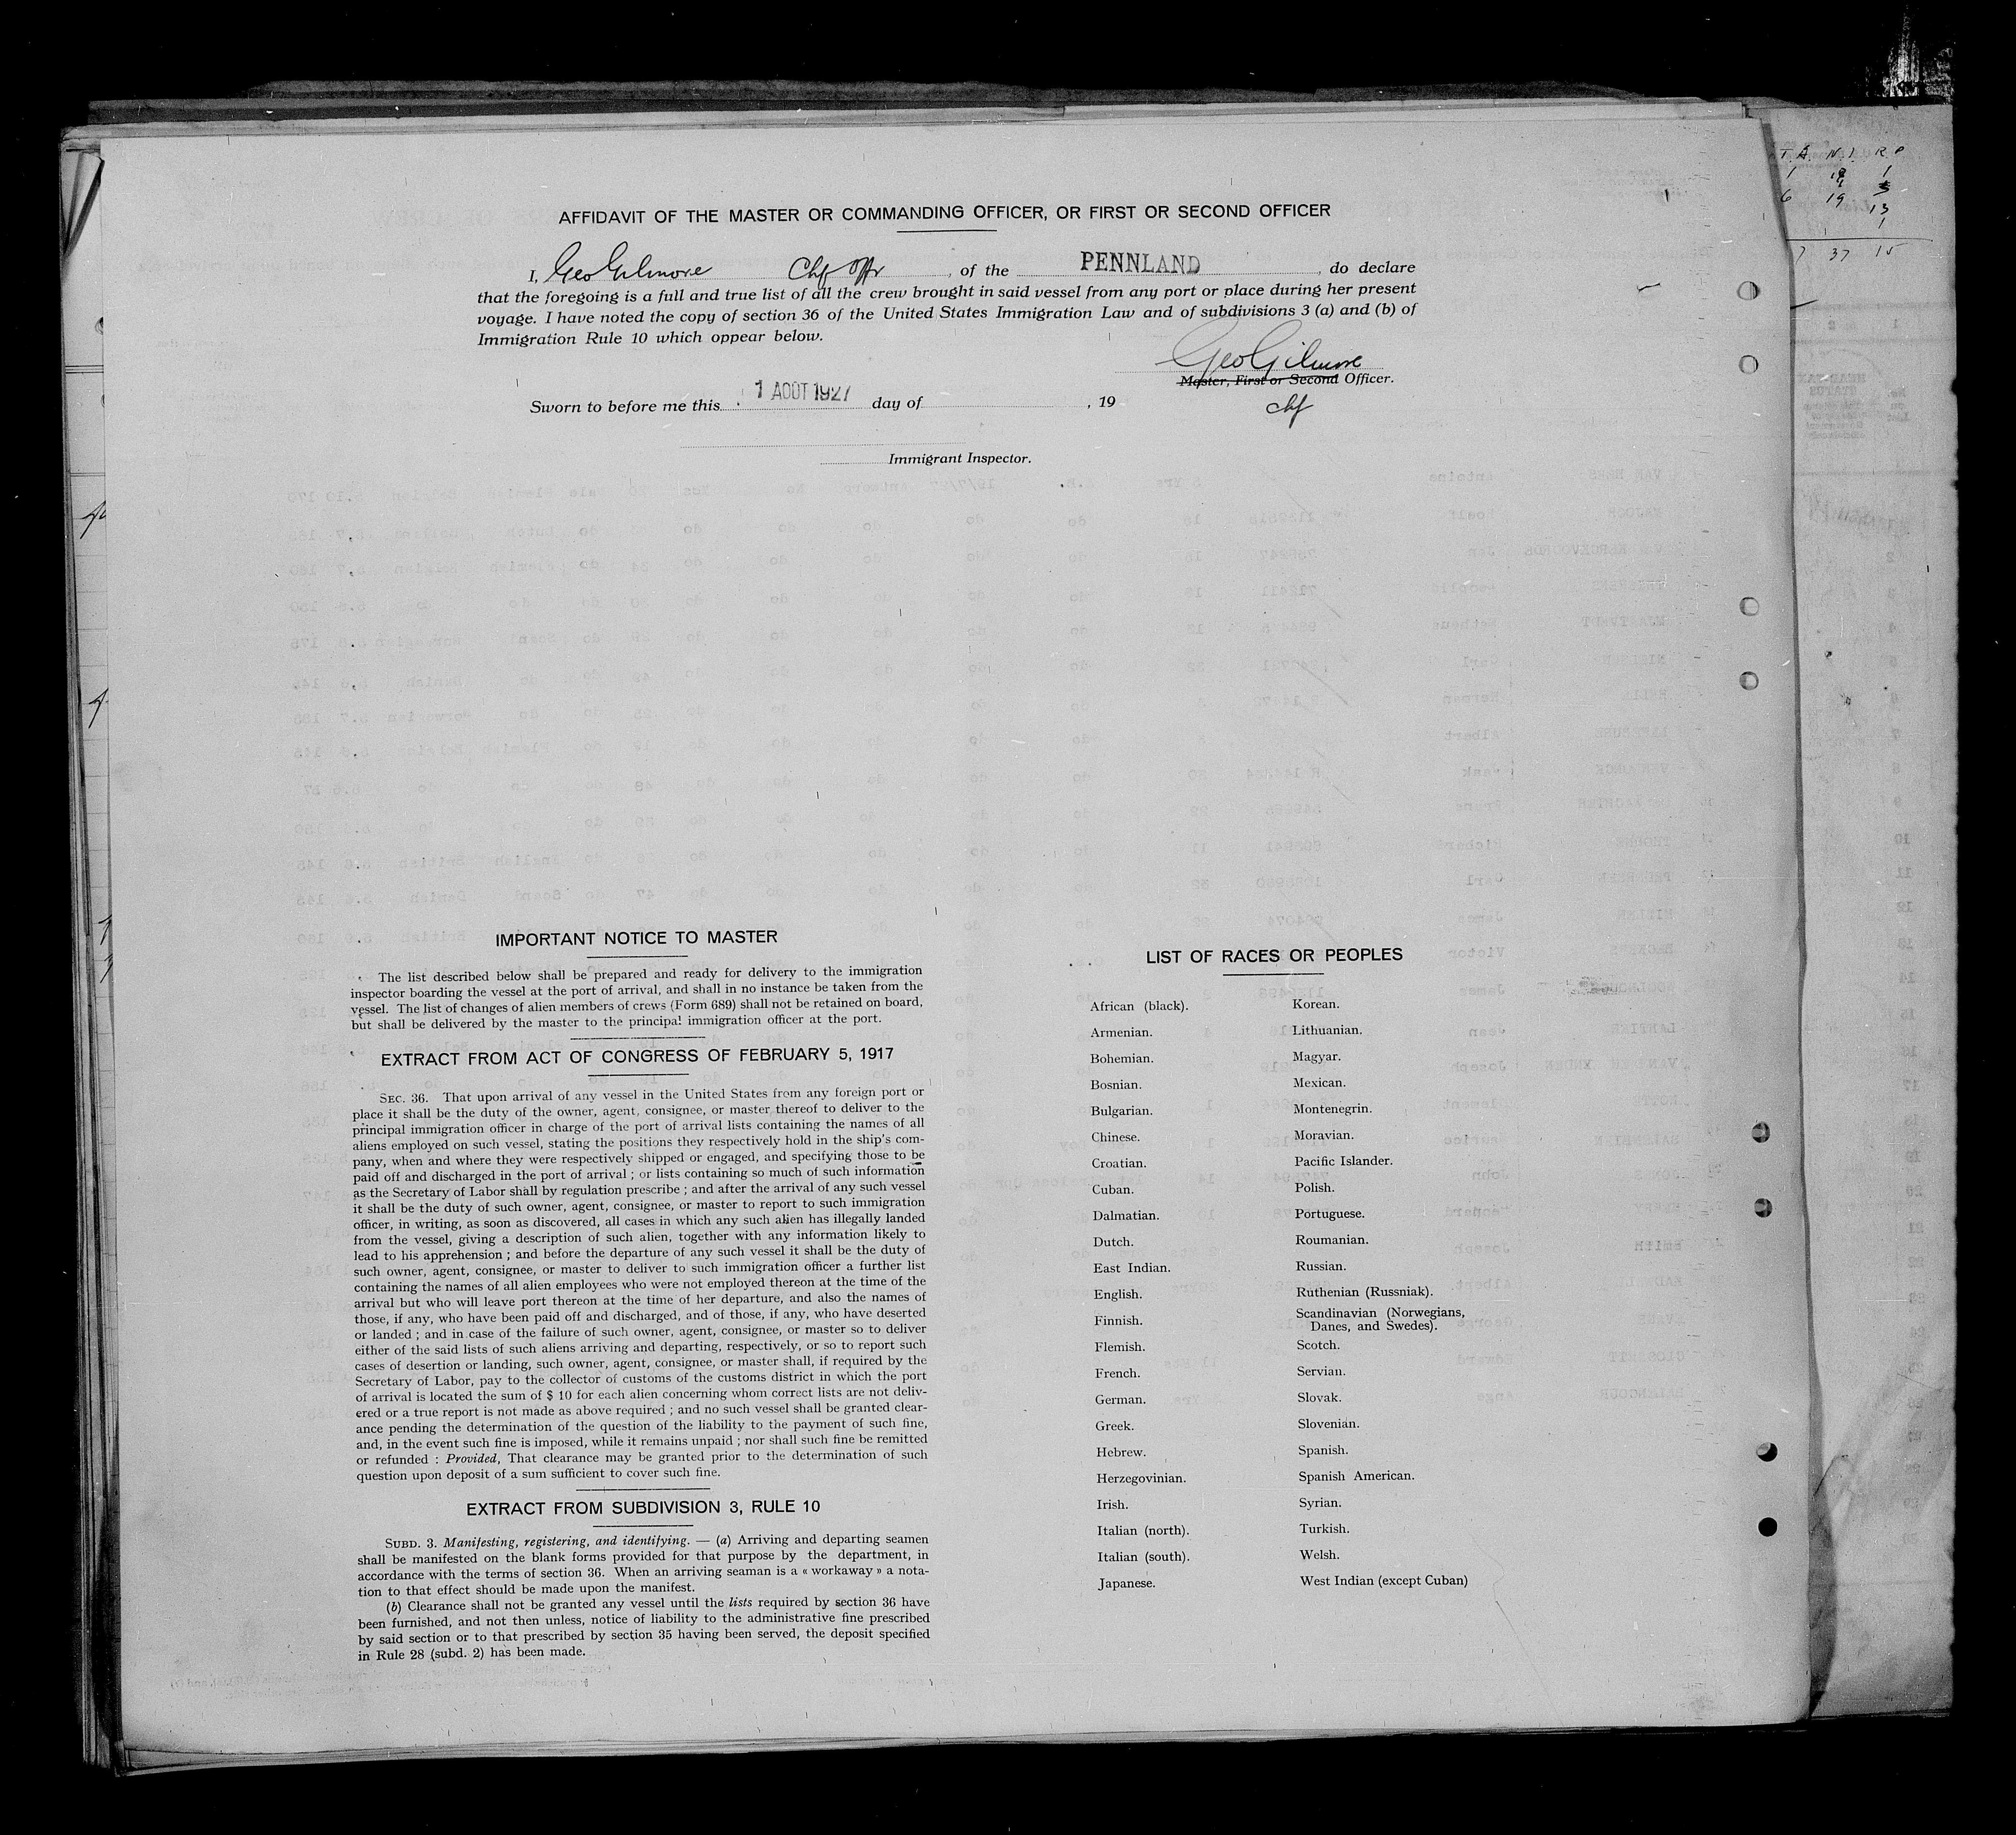 AFFIDAVIT OF THE MASTER OR COMMANDING OFFICER, OR FIRST OR SECOND OFFICER
I, Geo Gilmore Chf Offr , of the PENNLAND , do declare
that the foregoing is a full and true list of all the crew brought in said vessel from any port or place during her present
voyage. I have noted the copy of section 36 of the United States Immigration Law and of subdivisions 3 (a) and (b) of
Immigration Rule 10 which oppear below.
Geo Gilmore
Master, First or Second Officer.
Chf
Sworn to before me this 1 AOUT 1927 day of , 19
Immigrant Inspector.
IMPORTANT NOTICE TO MASTER
The list described below shall be prepared and ready for delivery to the immigration
inspector boarding the vessel at the port of arrival, and shall in no instance be taken from the
vessel. The list of changes of alien members of crews (Form 689) shall not be retained on board,
but shall be delivered by the master to the principal immigration officer at the port.
EXTRACT FROM ACT OF CONGRESS OF FEBRUARY 5, 1917
SEC. 36. That upon arrival of any vessel in the United States from any foreign port or
place it shall be the duty of the owner, agent, consignee, or master thereof to deliver to the
principal immigration officer in charge of the port of arrival lists containing the names of all
aliens employed on such vessel, stating the positions they respectively hold in the ship's com-
pany, when and where they were respectively shipped or engaged, and specifying those to be
paid off and discharged in the port of arrival ; or lists containing so much of such information
as the Secretary of Labor shall by regulation prescribe ; and after the arrival of any such vessel
it shall be the duty of such owner, agent, consignee, or master to report to such immigration
officer, in writing, as soon as discovered, all cases in which any such alien has illegally landed
from the vessel, giving a description of such alien, together with any information likely to
lead to his apprehension ; and before the departure of any such vessel it shall be the duty of
such owner, agent, consignee, or master to deliver to such immigration officer a further list
containing the names of all alien employees who were not employed thereon at the time of the
arrival but who will leave port thereon at the time of her departure, and also the names of
those, if any, who have been paid off and discharged, and of those, if any, who have deserted
or landed ; and in case of the failure of such owner, agent, consignee, or master so to deliver
either of the said lists of such aliens arriving and departing, respectively, or so to report such
cases of desertion or landing, such owner, agent, consignee, or master shall, if required by the
Secretary of Labor, pay to the collector of customs of the customs district in which the port
of arrival is located the sum of $ 10 for each alien concerning whom correct lists are not deliv-
ered or a true report is not made as above required ; and no such vessel shall be granted clear-
ance pending the determination of the question of the liability to the payment of such fine,
and, in the event such fine is imposed, while it remains unpaid ; nor shall such fine be remitted
or refunded : Provided, That clearance may be granted prior to the determination of such
question upon deposit of a sum sufficient to cover such fine.
EXTRACT FROM SUBDIVISION 3, RULE 10
SUBD. 3. Manifesting, registering, and identifying. — (a) Arriving and departing seamen
shall be manifested on the blank forms provided for that purpose by the department, in
accordance with the terms of section 36. When an arriving seaman is a « workaway » a nota-
tion to that effect should be made upon the manifest.
(b) Clearance shall not be granted any vessel until the lists required by section 36 have
been furnished, and not then unless, notice of liability to the administrative fine prescribed
by said section or to that prescribed by section 35 having been served, the deposit specified
in Rule 28 (subd. 2) has been made.
LIST OF RACES OR PEOPLES
African (black).
Armenian.
Bohemian.
Bosnian.
Bulgarian.
Chinese.
Croatian.
Cuban.
Dalmatian.
Dutch.
East Indian.
English.
Finnish.
Flemish.
French.
German.
Greek.
Hebrew.
Herzegovinian.
Irish.
Italian (north).
Italian (south).
Japanese.
Korean.
Lithuanian.
Magyar.
Mexican.
Montenegrin.
Moravian.
Pacific Islander.
Polish.
Portuguese.
Roumanian.
Russian.
Ruthenian (Russniak).
Scandinavian (Norwegians,
Danes, and Swedes).
Scotch.
Servian.
Slovak.
Slovenian.
Spanish.
Spanish American.
Syrian.
Turkish.
Welsh.
West Indian (except Cuban)
T.A. N.I. R.P
6 19
13
1
7 37 15